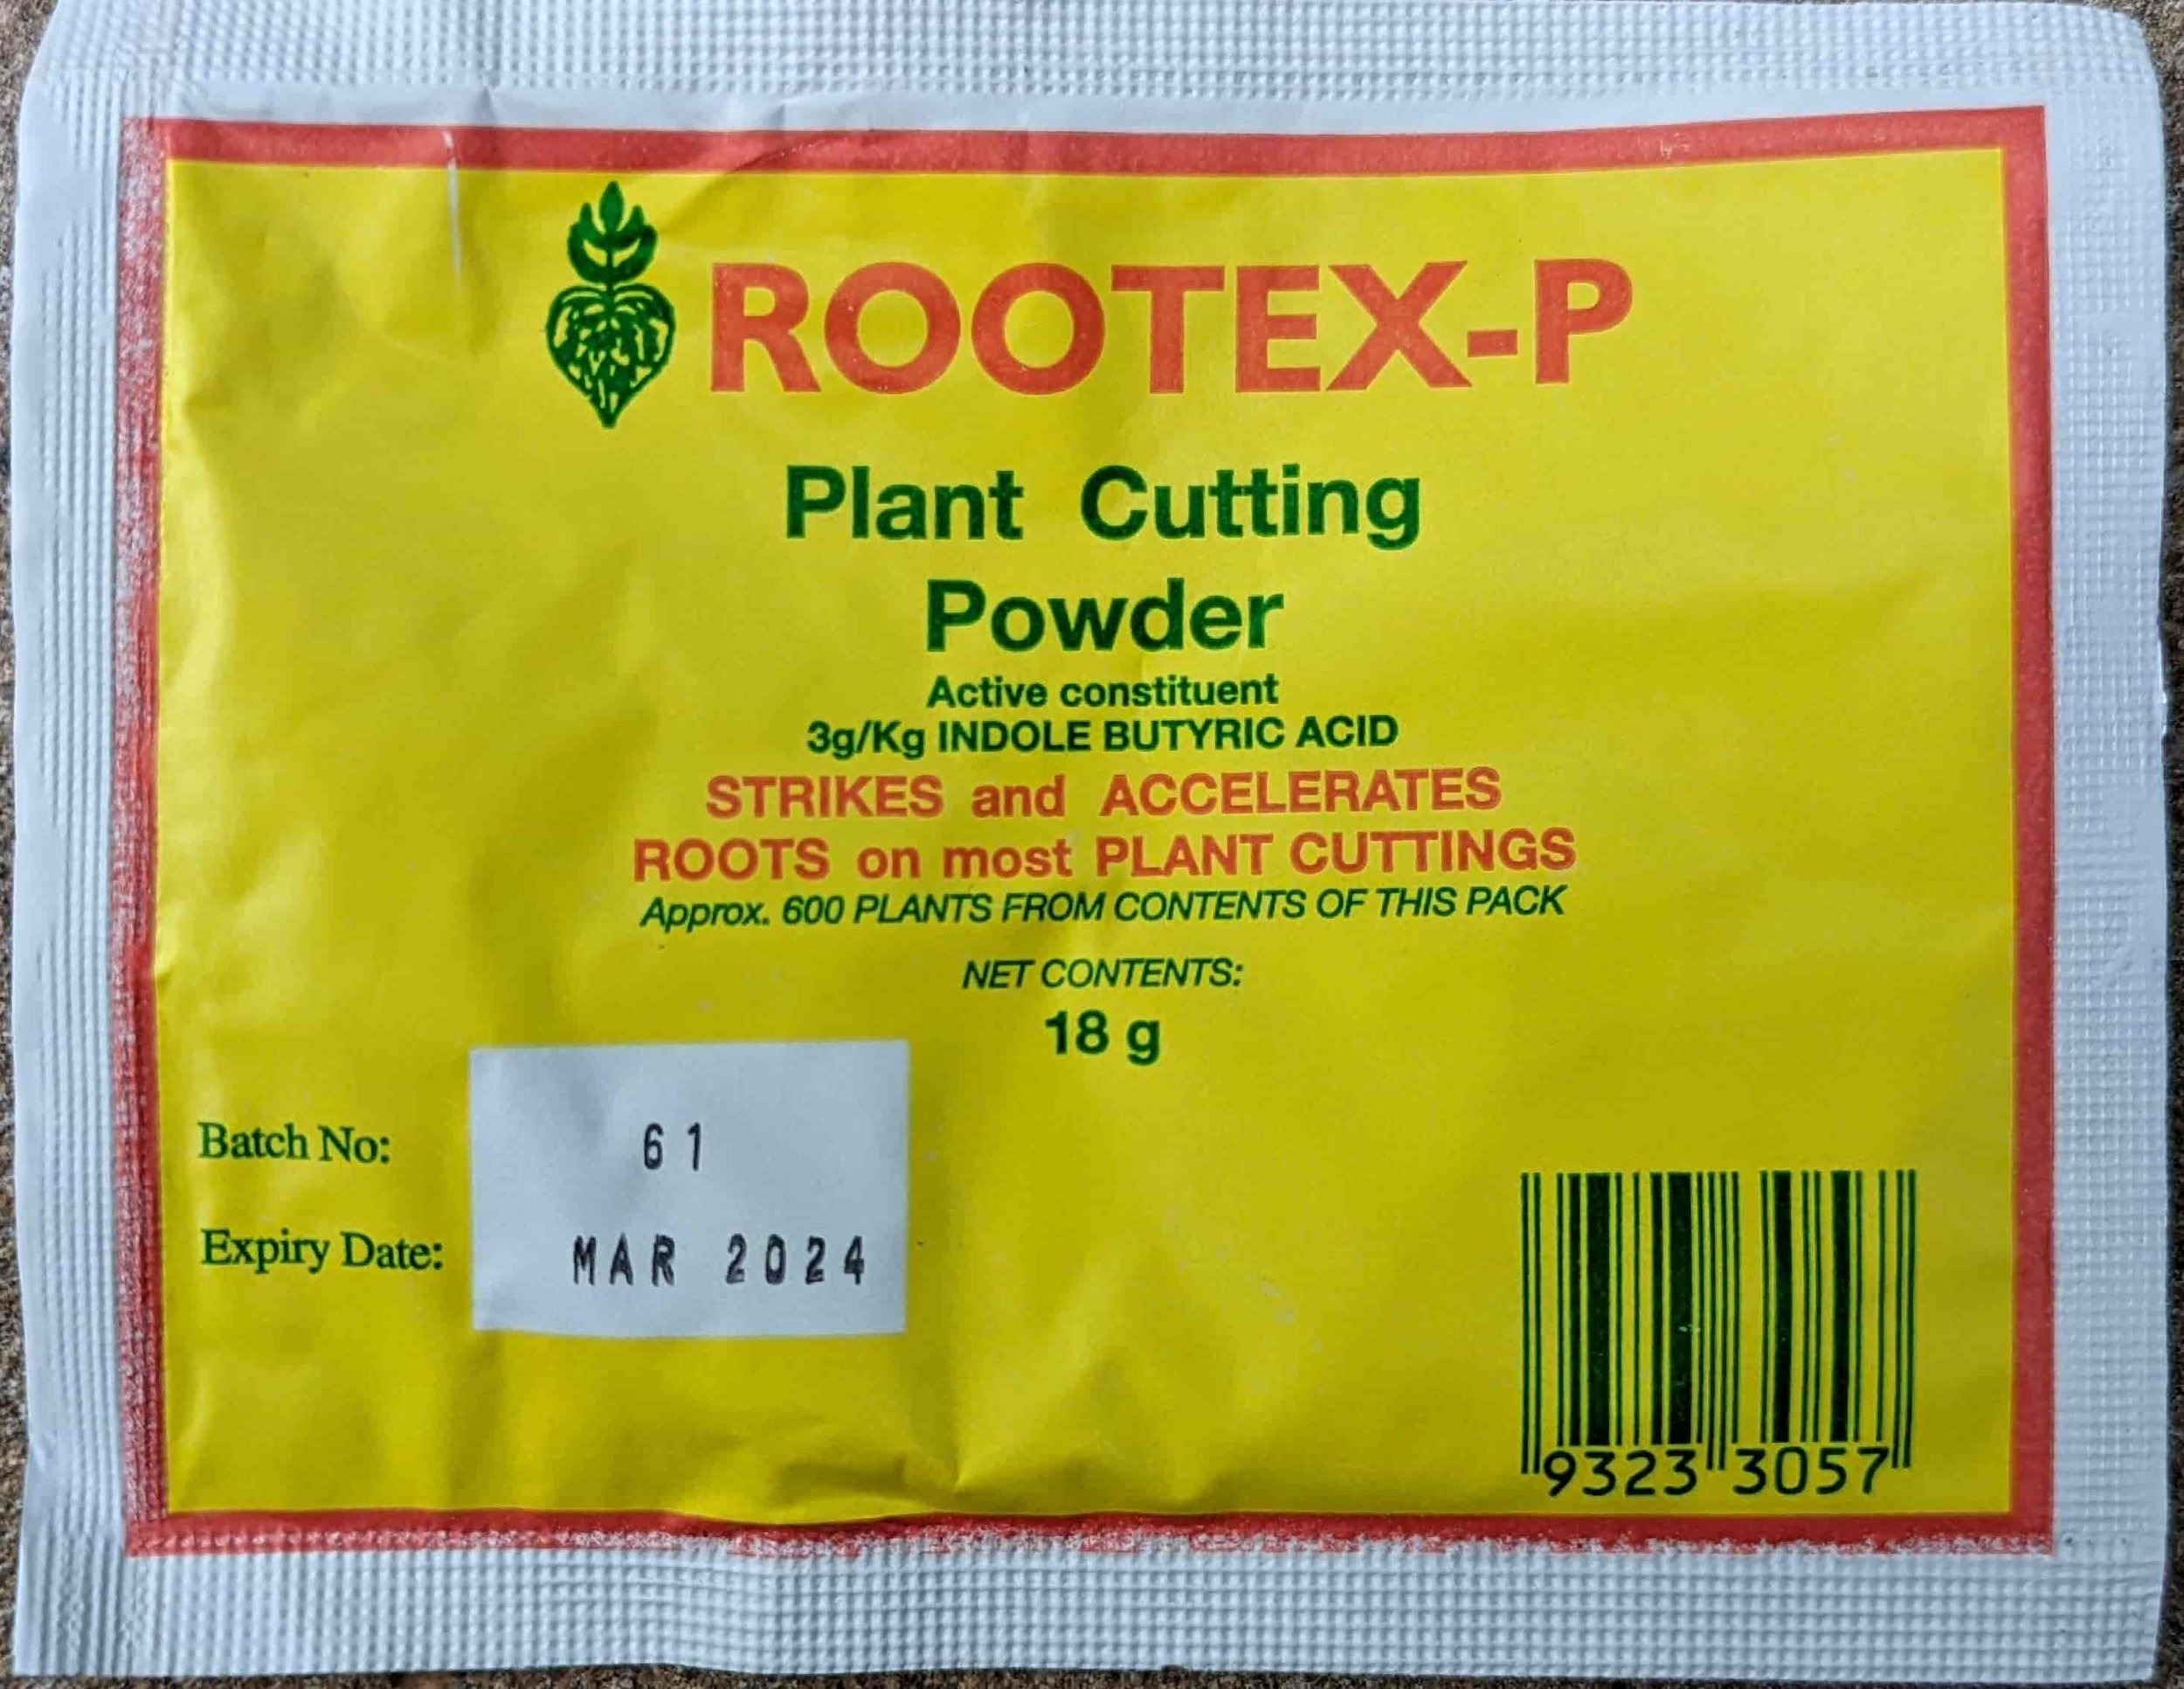 ROOTEX-P
Plant Cutting
Powder
Active constituent
3g/Kg INDOLE BUTYRIC ACID
STRIKES and ACCELERATES
ROOTS on most PLANT CUTTINGS
Approx. 600 PLANTS FROM CONTENTS OF THIS PACK
NET CONTENTS:
18 g
Batch No: 61
Expiry Date: MAR 2024
9323 3057